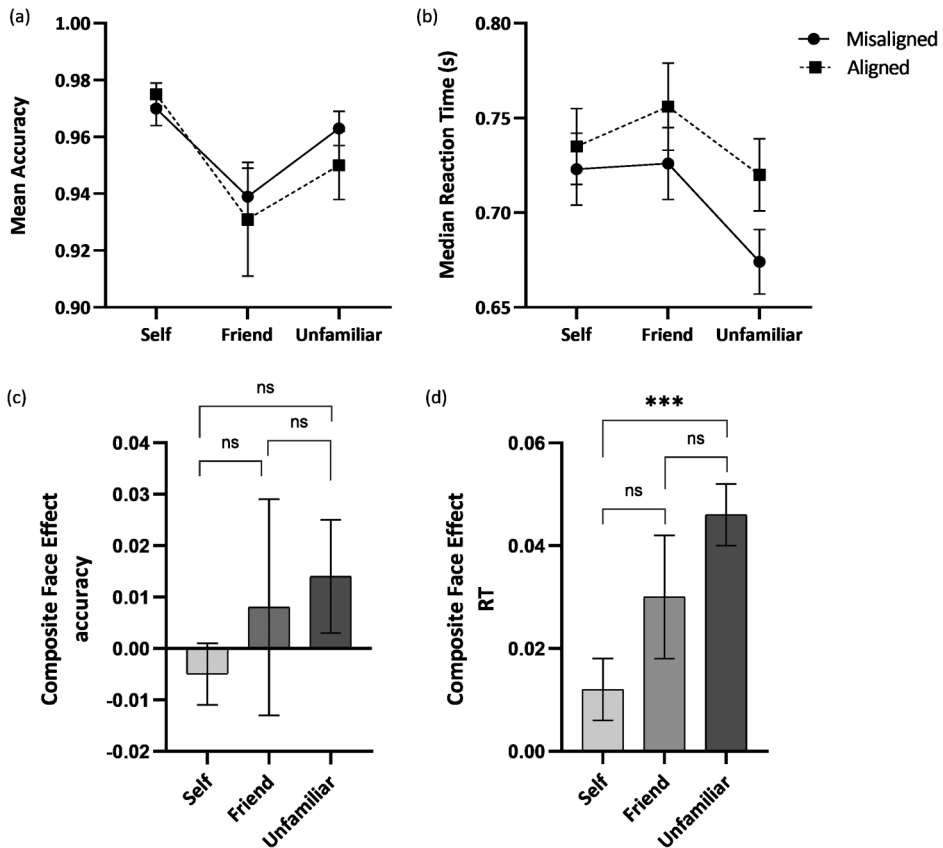 (a)
1.00
0.98
0.96
0.94
0.92
0.90
Mean Accuracy
Self Friend Unfamiliar
(b)
0.80
0.75
0.70
0.65
Median Reaction Time (s)
Self Friend Unfamiliar
Misaligned
Aligned
(c)
ns
ns
ns
0.04
0.03
0.02
0.01
0.00
-0.01
-0.02
Composite Face Effect
accuracy
Self
Friend
Unfamiliar
(d)
***
ns
ns
0.06
0.04
0.02
0.00
Composite Face Effect
RT
Self
Friend
Unfamiliar